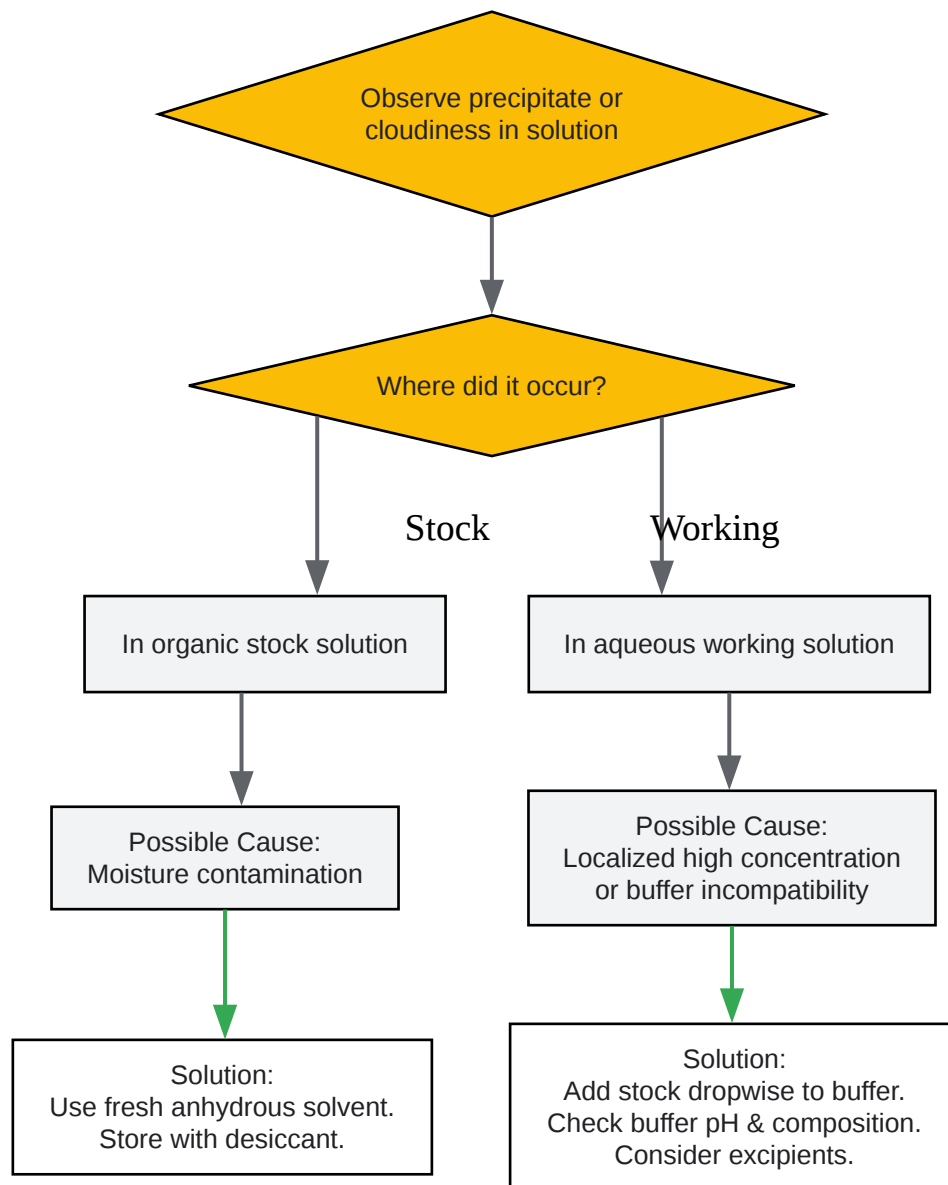 Observe precipitate or
cloudiness in solution
Where did it occur?
Stock
Working
In organic stock solution
In aqueous working solution
Possible Cause:
Moisture contamination
Possible Cause:
Localized high concentration
or buffer incompatibility
Solution:
Use fresh anhydrous solvent.
Store with desiccant.
Solution:
Add stock dropwise to buffer.
Check buffer pH & composition.
Consider excipients.